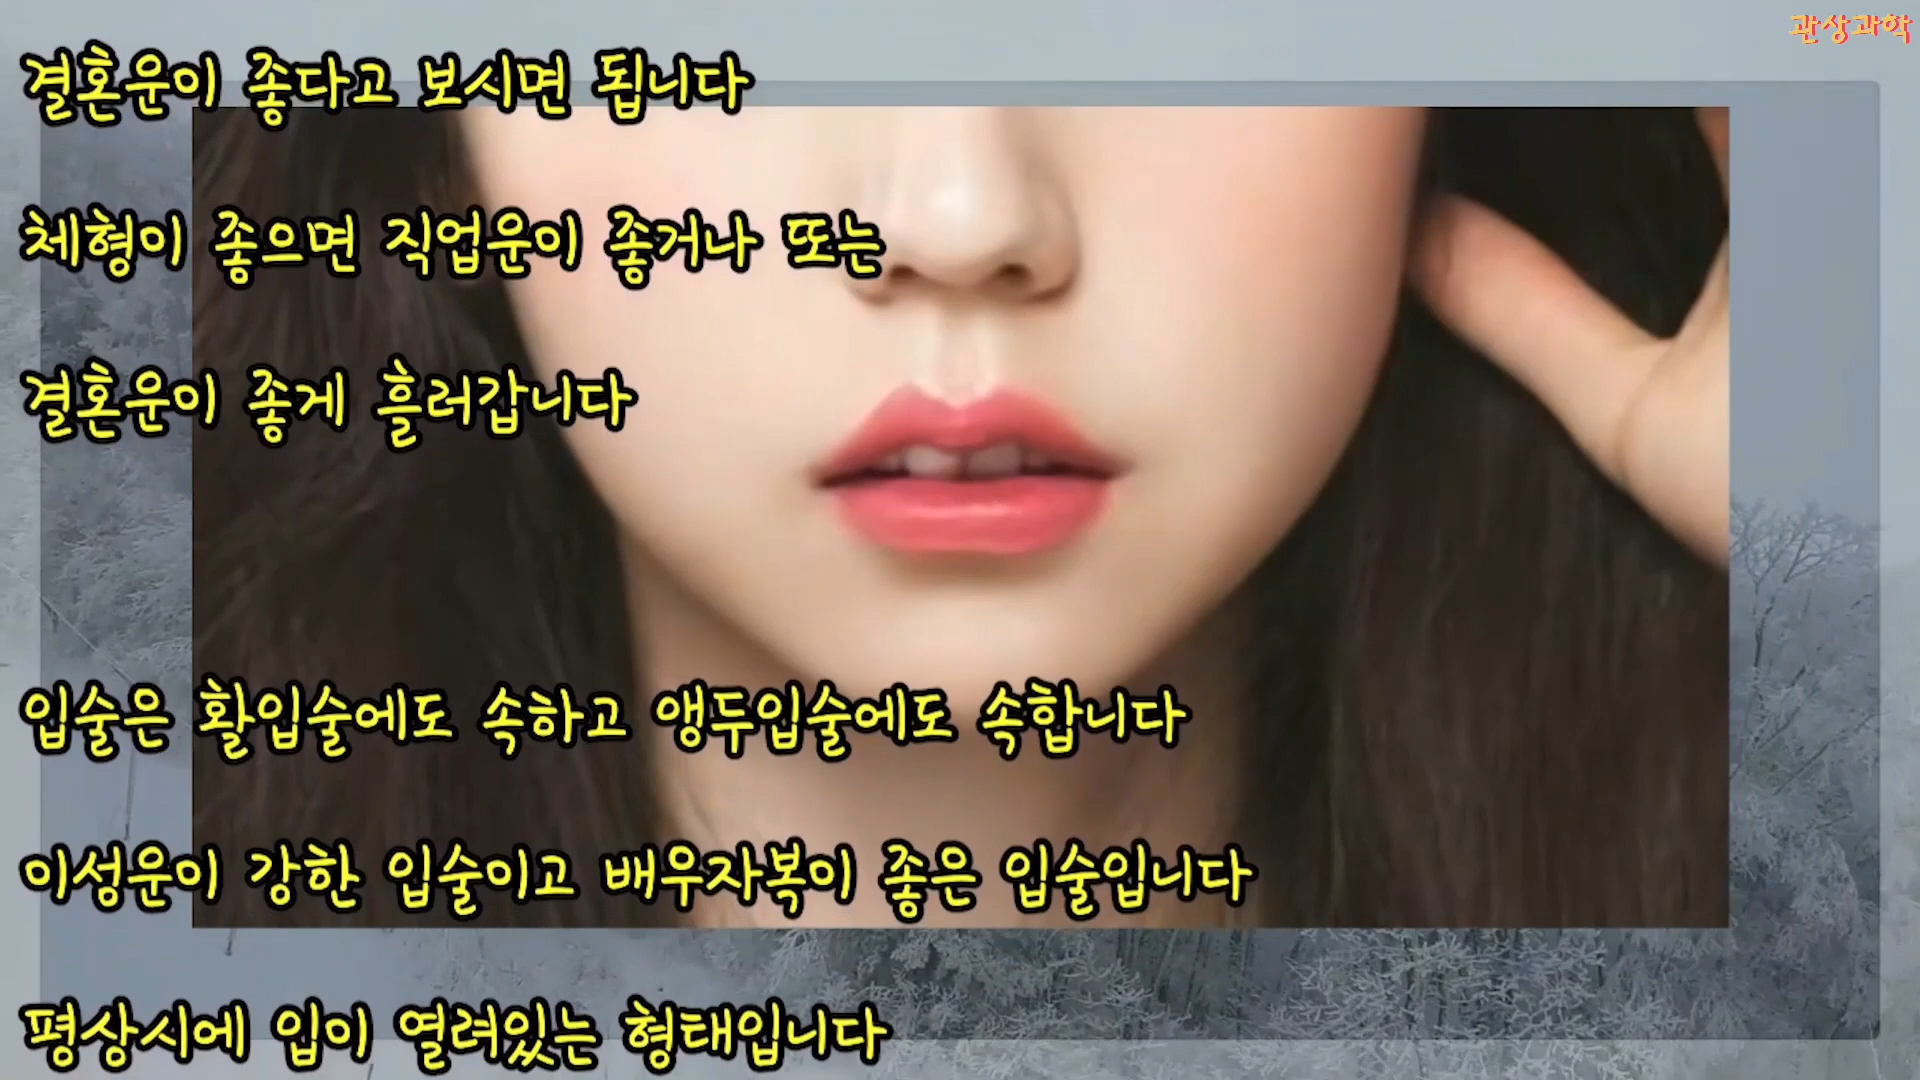 관상과학
결혼운이 좋다고 보시면 됩니다
체형이 좋으면 직업운이 좋거나 또는
결혼운이 좋게 흘러갑니다
입술은 활입술에도 속하고 앵두입술에도 속합니다
이성운이 강한 입술이고 배우자복이 좋은 입술입니다
평상시에 입이 열려있는 형태입니다